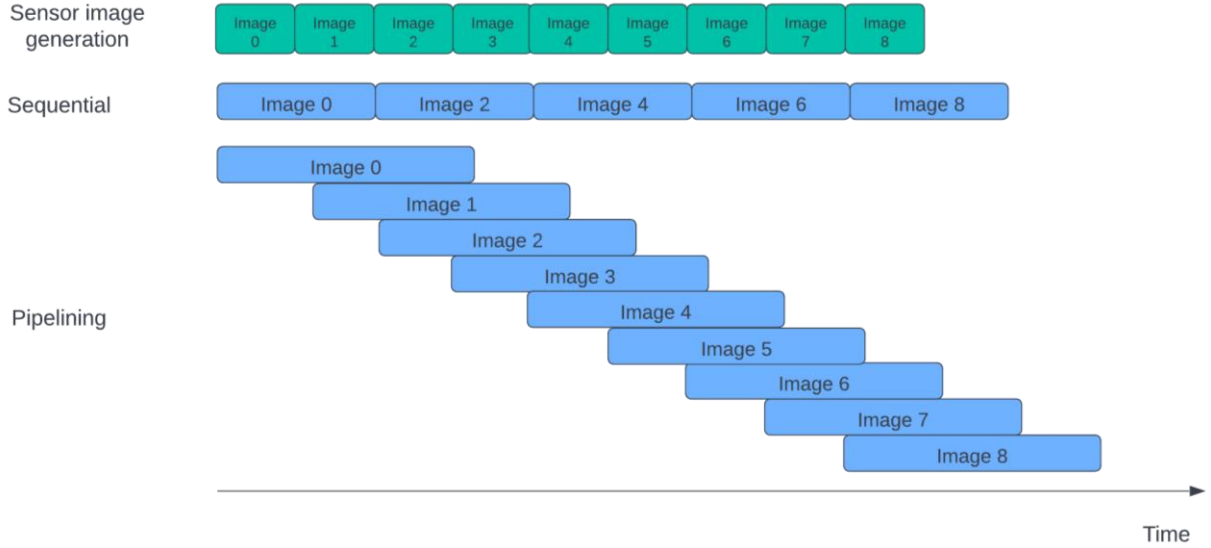 Sensor image
generation
Image
0
Image
1
Image
2
Image
3
Image
4
Image
5
Image
6
Image
7
Image
8
Sequential
Image 0
Image 2
Image 4
Image 6
Image 8
Pipelining
Image 0
Image 1
Image 2
Image 3
Image 4
Image 5
Image 6
Image 7
Image 8
Time